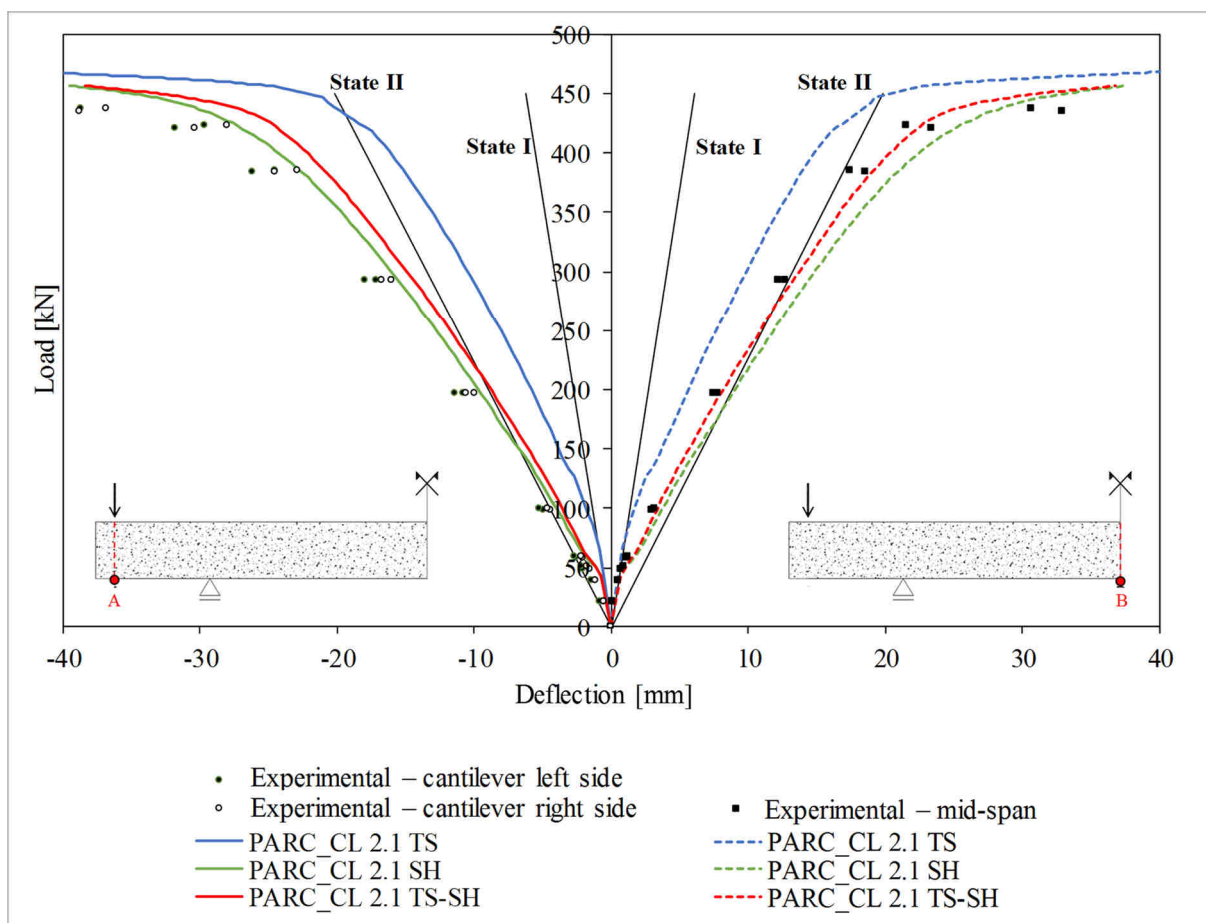 500
State II
State II
450
State I
State I
400
350
300
250
200
150
100
50
0
Load [kN]
A
B
-40
-30
-20
-10
0
10
20
30
40
Deflection [mm]
Experimental – cantilever left side
Experimental – cantilever right side
Experimental – mid-span
PARC_CL 2.1 TS
PARC_CL 2.1 TS
PARC_CL 2.1 SH
PARC_CL 2.1 SH
PARC_CL 2.1 TS-SH
PARC_CL 2.1 TS-SH